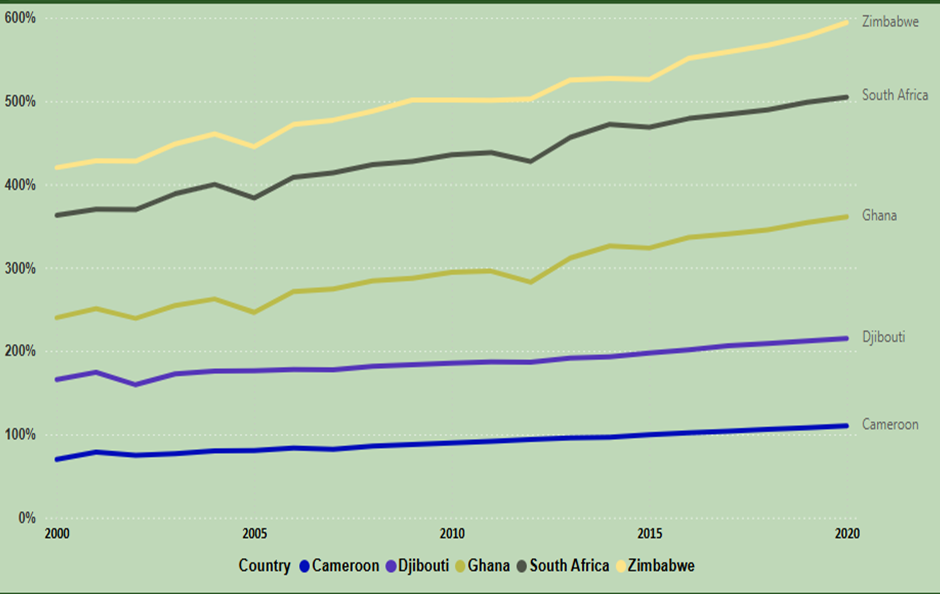 600%
Zimbabwe
500%
South Africa
400%
Ghana
300%
200%
Djibouti
100%
Cameroon
0%
2000 2005 2010 2015 2020
Country Cameroon Djibouti Ghana South Africa Zimbabwe